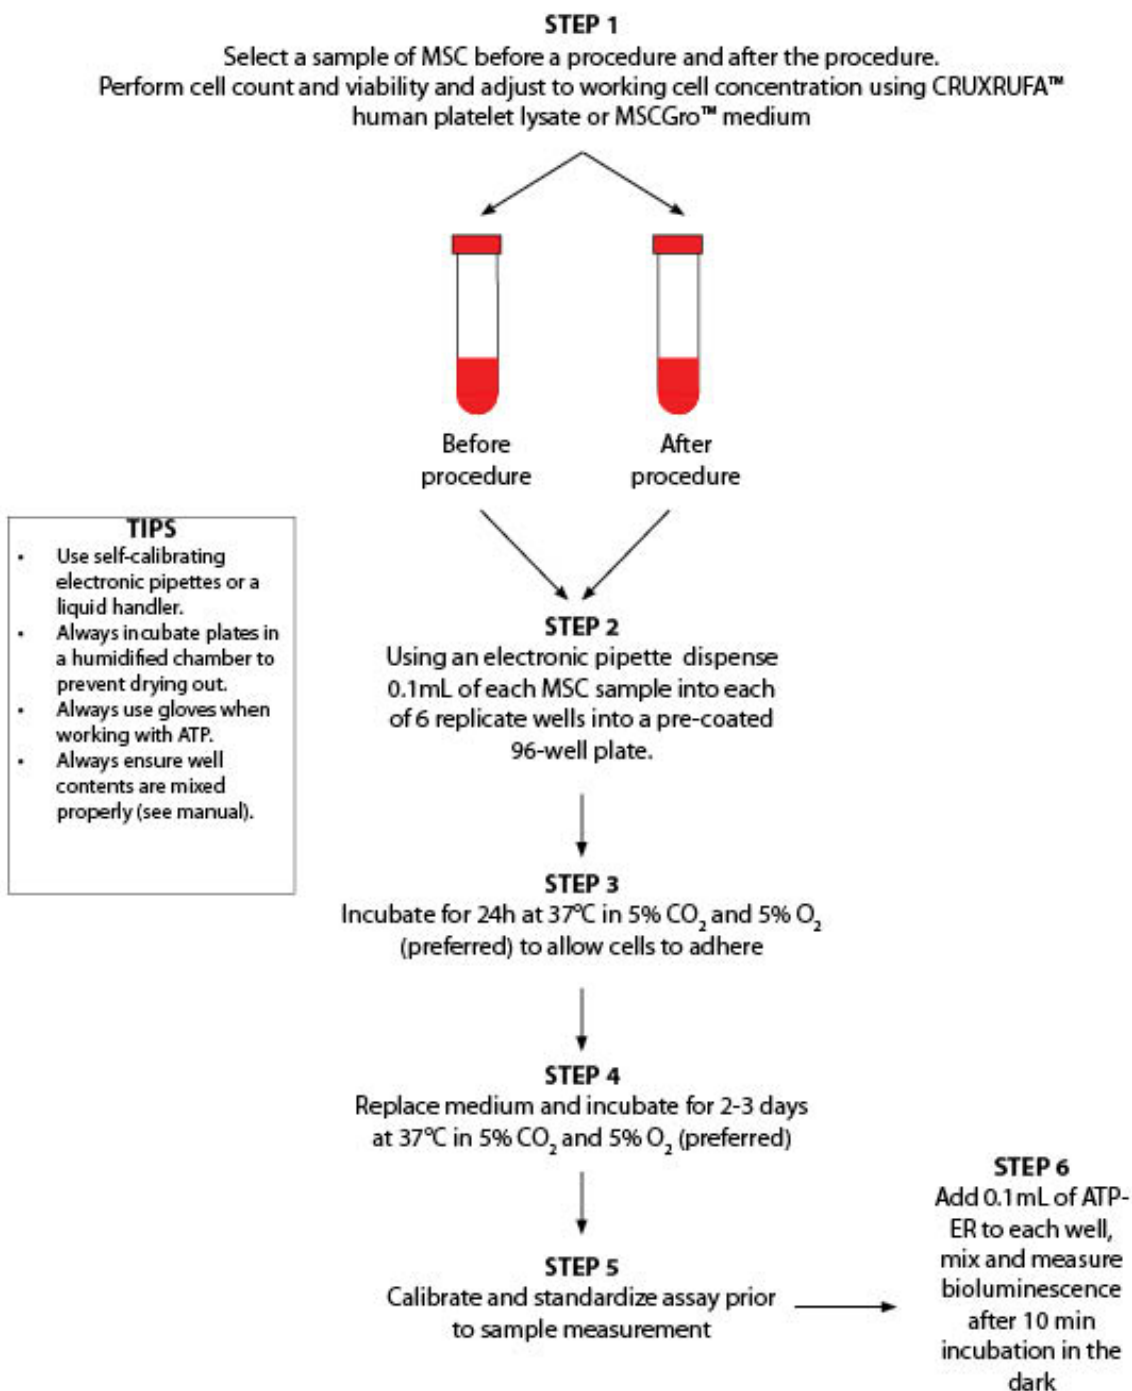 STEP 1
Select a sample of MSC before a procedure and after the procedure.
Perform cell count and viability and adjust to working cell concentration using CRUXRUFA™
human platelet lysate or MSCGro™ medium
Before
procedure
After
procedure
TIPS
• Use self-calibrating
electronic pipettes or a
liquid handler.
• Always incubate plates in
a humidified chamber to
prevent drying out.
• Always use gloves when
working with ATP.
• Always ensure well
contents are mixed
properly (see manual).
STEP 2
Using an electronic pipette dispense
0.1mL of each MSC sample into each
of 6 replicate wells into a pre-coated
96-well plate.
STEP 3
Incubate for 24h at 37°C in 5% CO₂ and 5% O₂
(preferred) to allow cells to adhere
STEP 4
Replace medium and incubate for 2-3 days
at 37°C in 5% CO₂ and 5% O₂ (preferred)
STEP 5
Calibrate and standardize assay prior
to sample measurement
STEP 6
Add 0.1mL of ATP-
ER to each well,
mix and measure
bioluminescence
after 10 min
incubation in the
dark